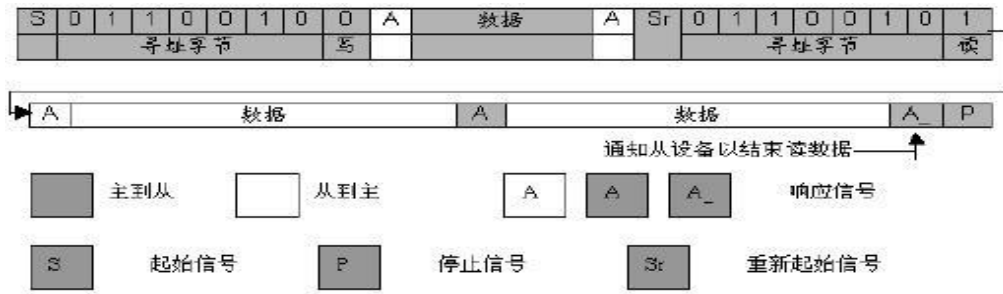 S 0 1 1 0 0 1 0 0 A 数据 A Sr 0 1 1 0 0 1 0 1
寻址字节 写 寻址字节 读
A 数据 A 数据 A_ P
通知从设备以结束读数据
主到从 从到主 A A A_ 响应信号
S 起始信号 P 停止信号 Sr 重新起始信号